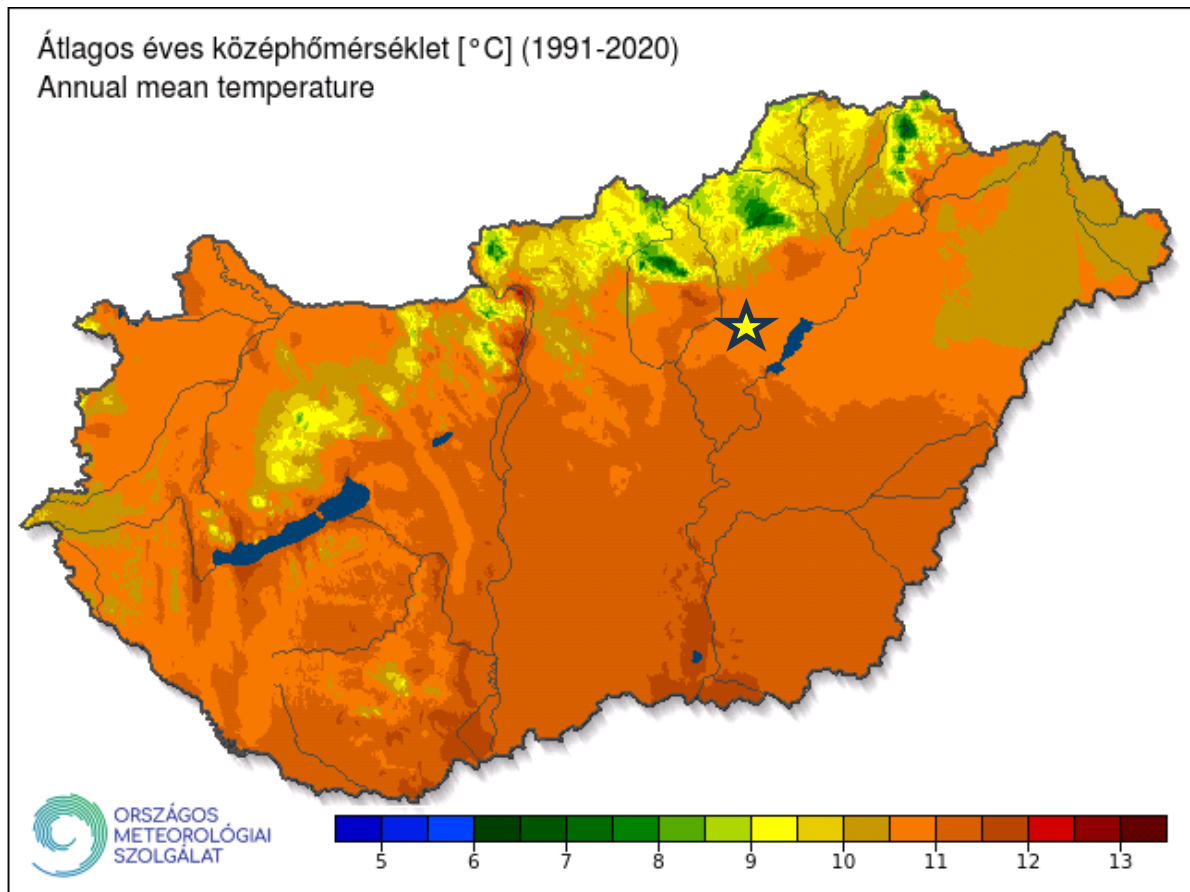 Átlagos éves középhőmérséklet [°C] (1991-2020)
Annual mean temperature
ORSZÁGOS
METEOROLÓGIAI
SZOLGÁLAT
5 6 7 8 9 10 11 12 13